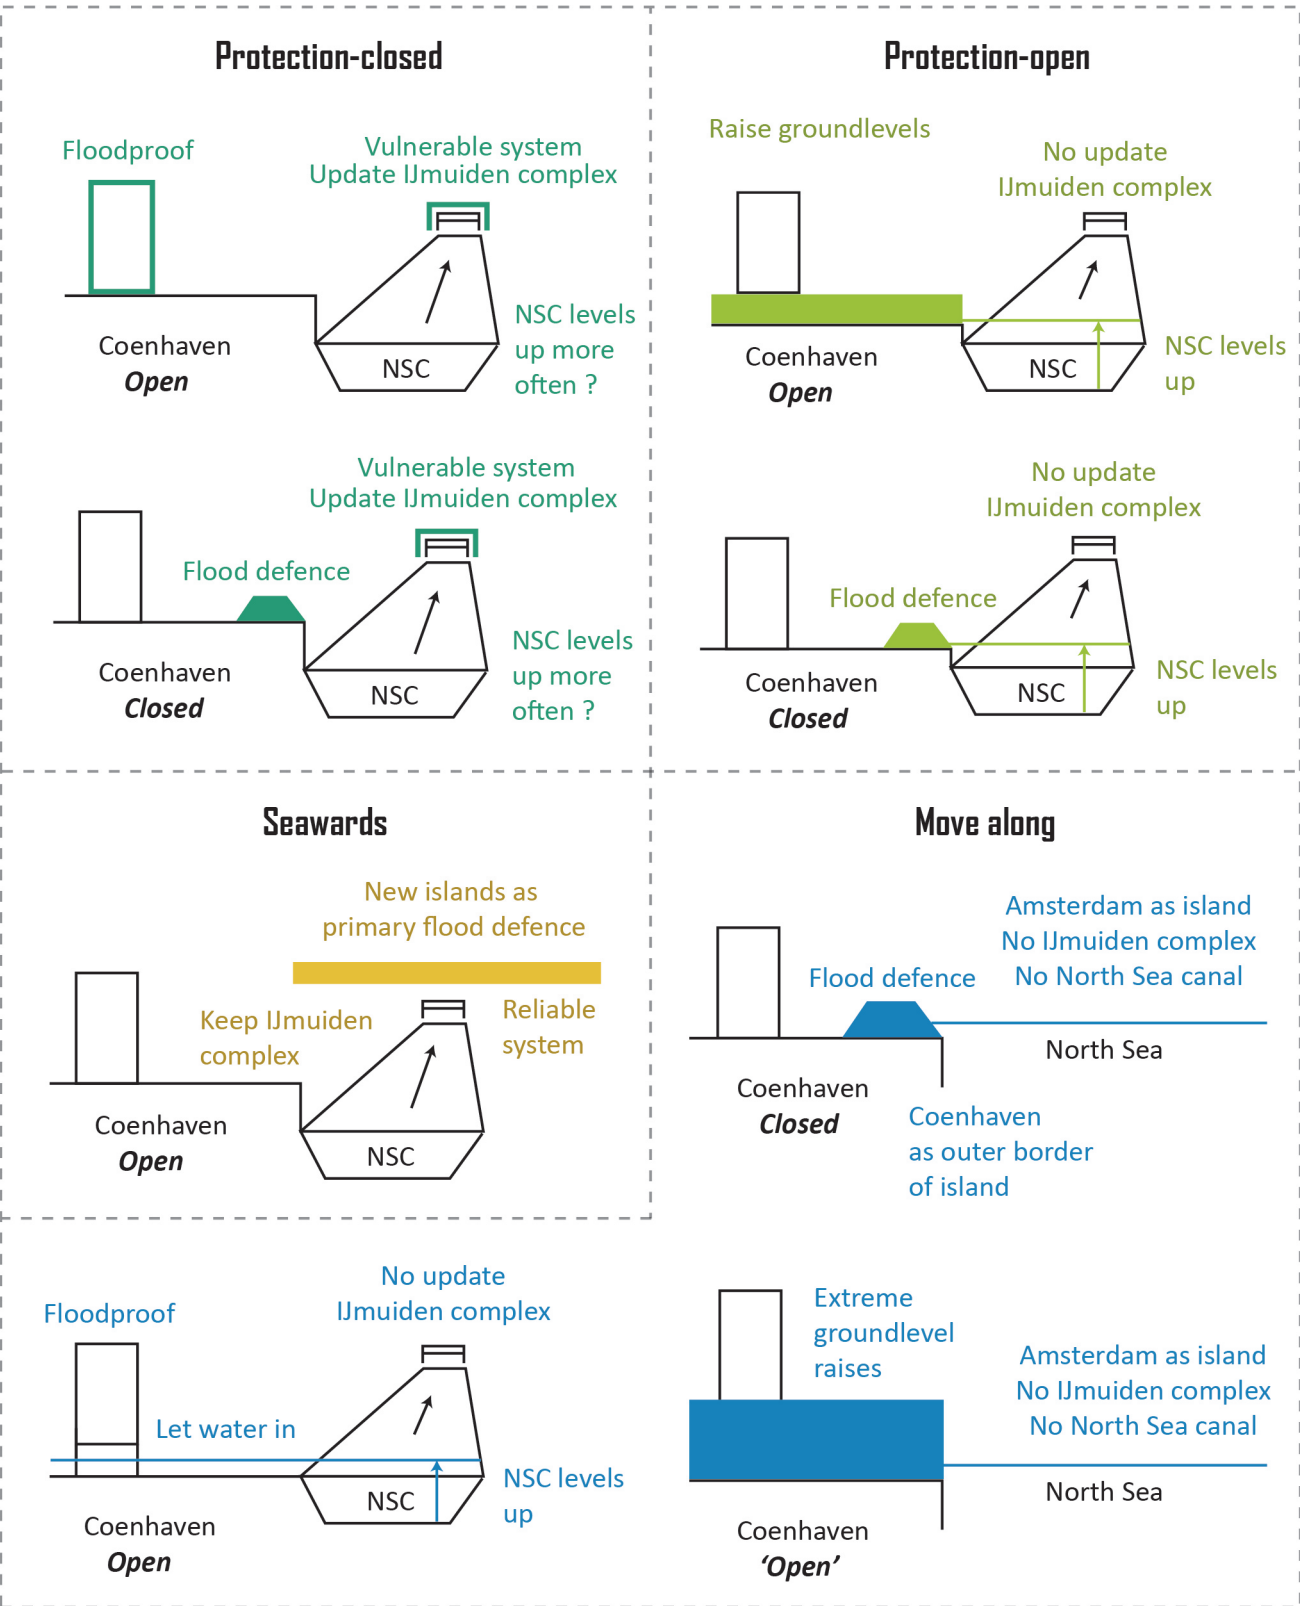 Protection-closed
Floodproof
Vulnerable system
Update IJmuiden complex
NSC levels
up more
often ?
Coenhaven
Open
NSC
Vulnerable system
Update IJmuiden complex
Flood defence
NSC levels
up more
often ?
Coenhaven
Closed
NSC
Protection-open
Raise groundlevels
No update
IJmuiden complex
Coenhaven
Open
NSC
NSC levels
up
No update
IJmuiden complex
Flood defence
Coenhaven
Closed
NSC
NSC levels
up
Seawards
New islands as
primary flood defence
Keep IJmuiden
complex
Reliable
system
Coenhaven
Open
NSC
Move along
Amsterdam as island
No IJmuiden complex
No North Sea canal
Flood defence
North Sea
Coenhaven
Closed
Coenhaven
as outer border
of island
No update
IJmuiden complex
Floodproof
Let water in
NSC levels
up
NSC
Coenhaven
Open
Extreme
groundlevel
raises
Amsterdam as island
No IJmuiden complex
No North Sea canal
North Sea
Coenhaven
‘Open’